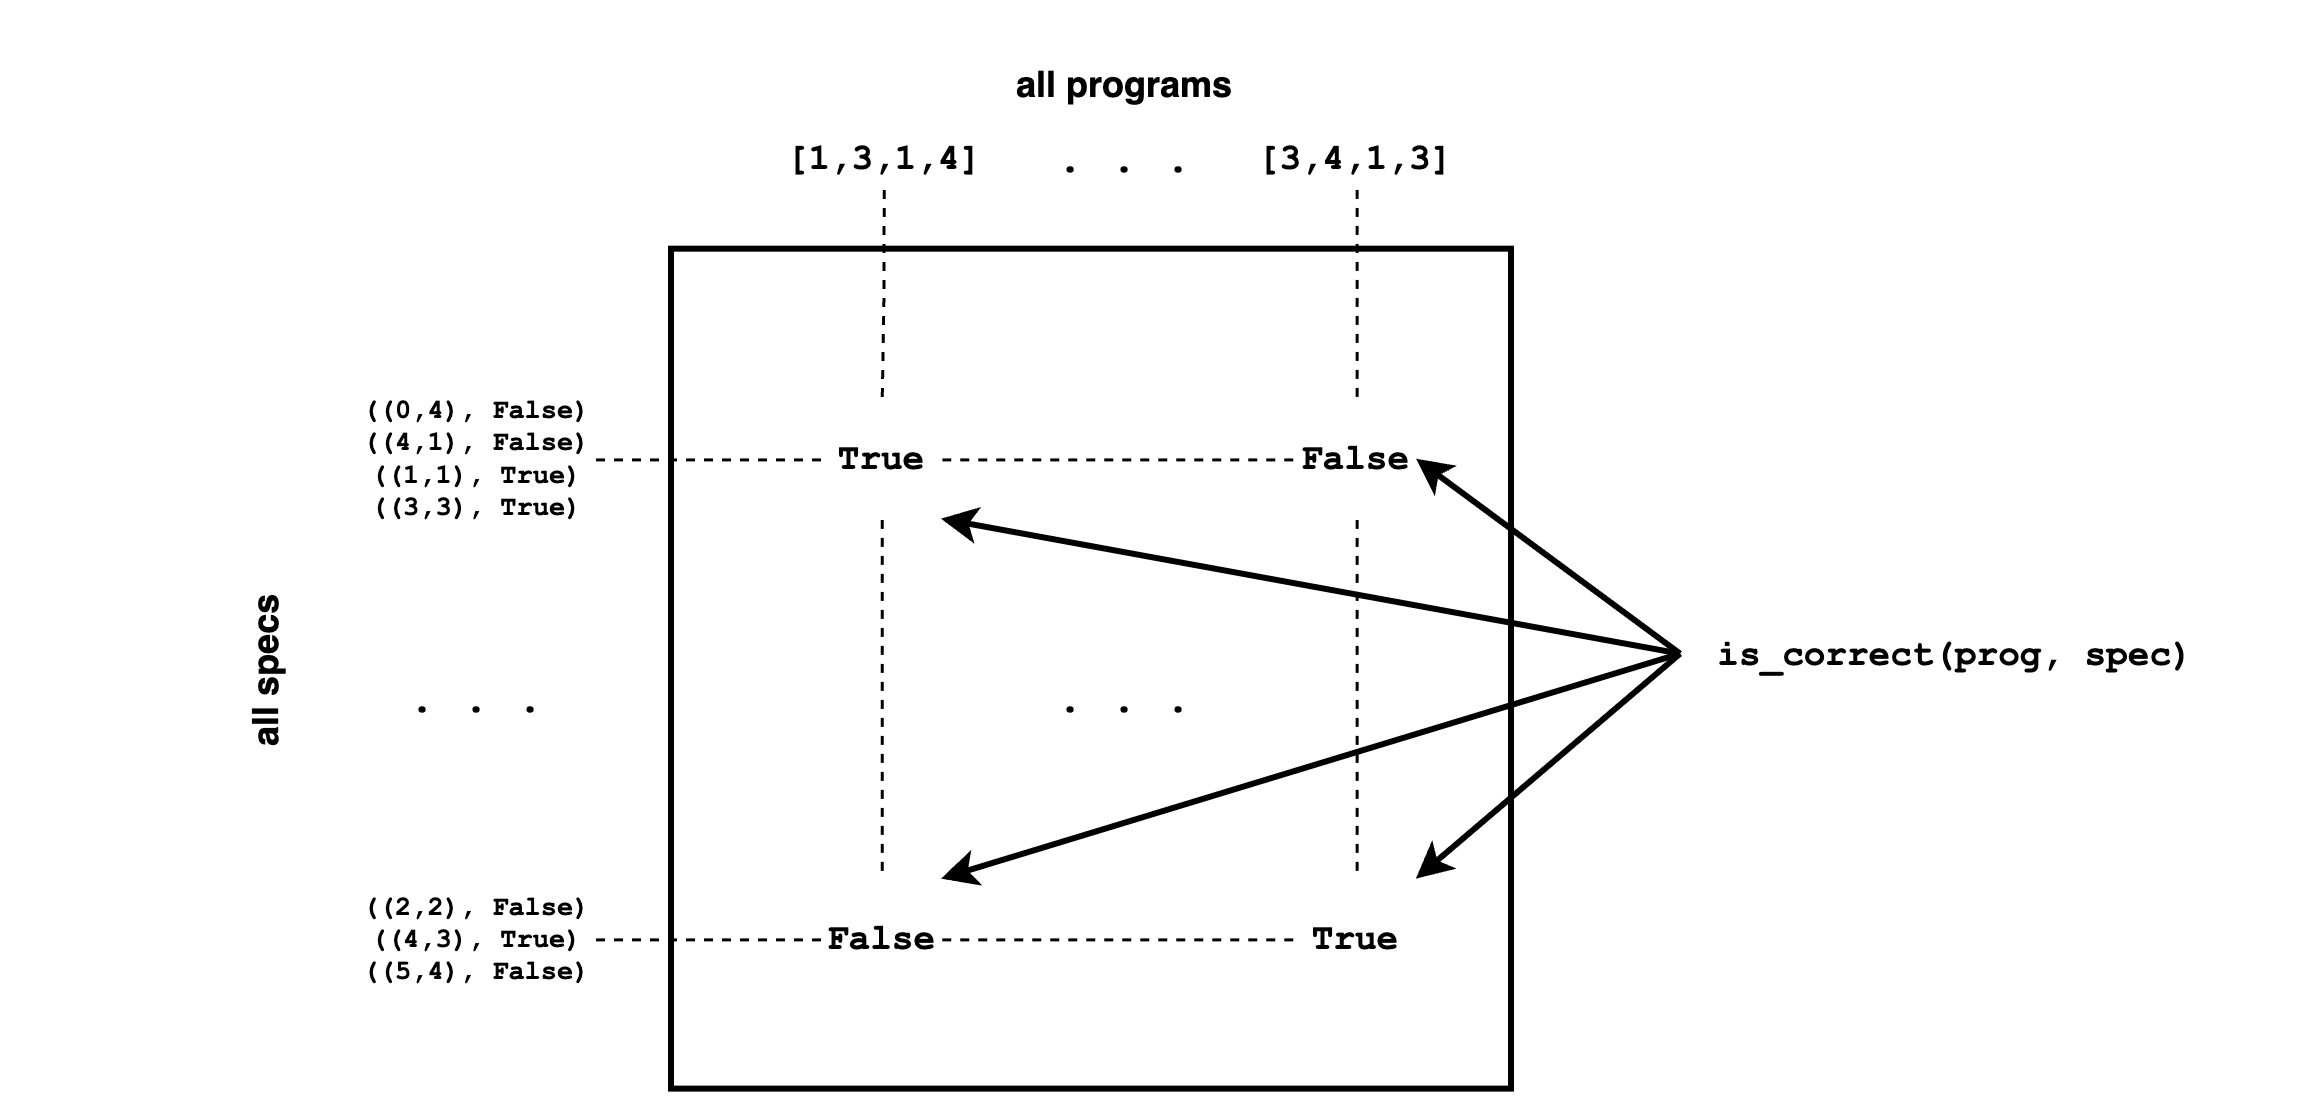 all programs
[1,3,1,4] . . . [3,4,1,3]
((0,4), False)
((4,1), False)
((1,1), True)
((3,3), True)
True False
is_correct(prog, spec)
all specs
. . . . . .
((2,2), False)
((4,3), True)
((5,4), False)
False True